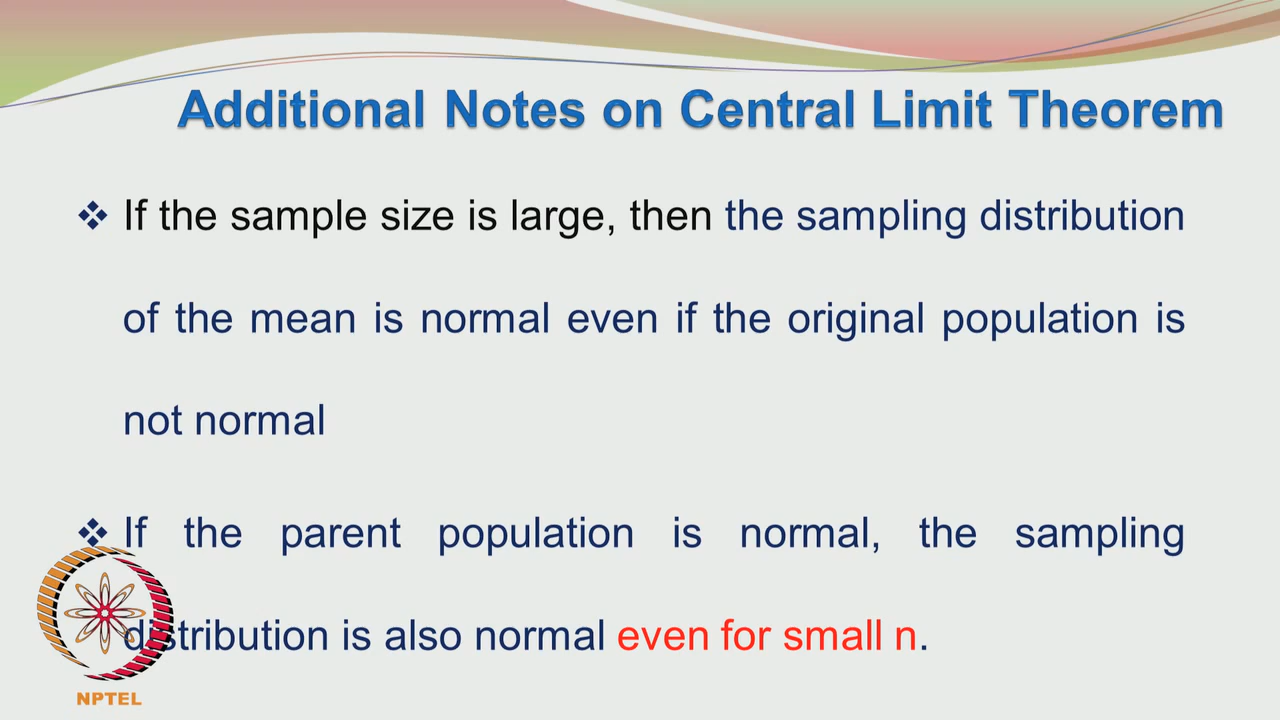 Additional Notes on Central Limit Theorem
If the sample size is large, then the sampling distribution
of the mean is normal even if the original population is
not normal
If the parent population is normal, the sampling
distribution is also normal even for small n.
NPTEL